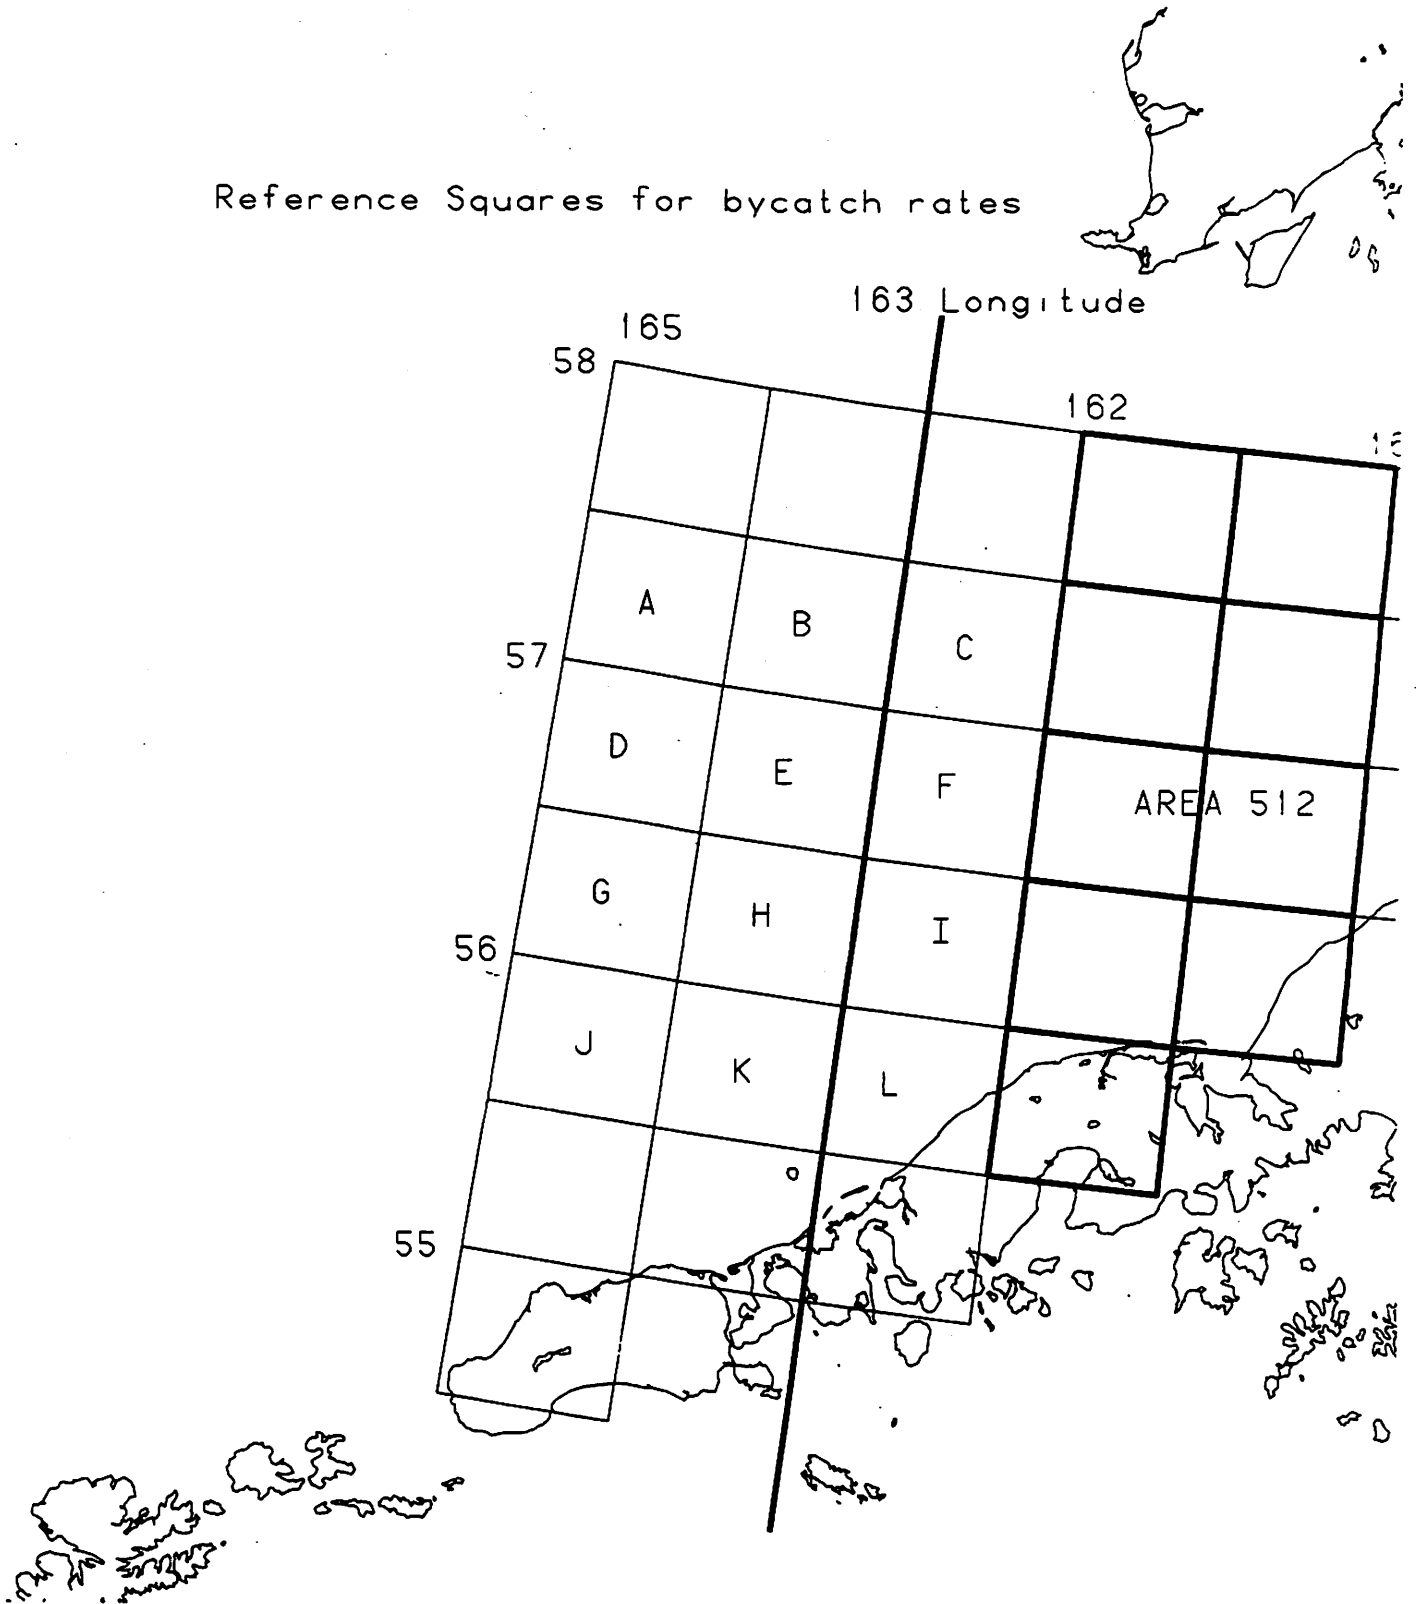 Reference Squares for bycatch rates
163 Longitude
165
58
162
A
B
C
57
D
E
F
AREA 512
G
H
I
56
J
K
L
55